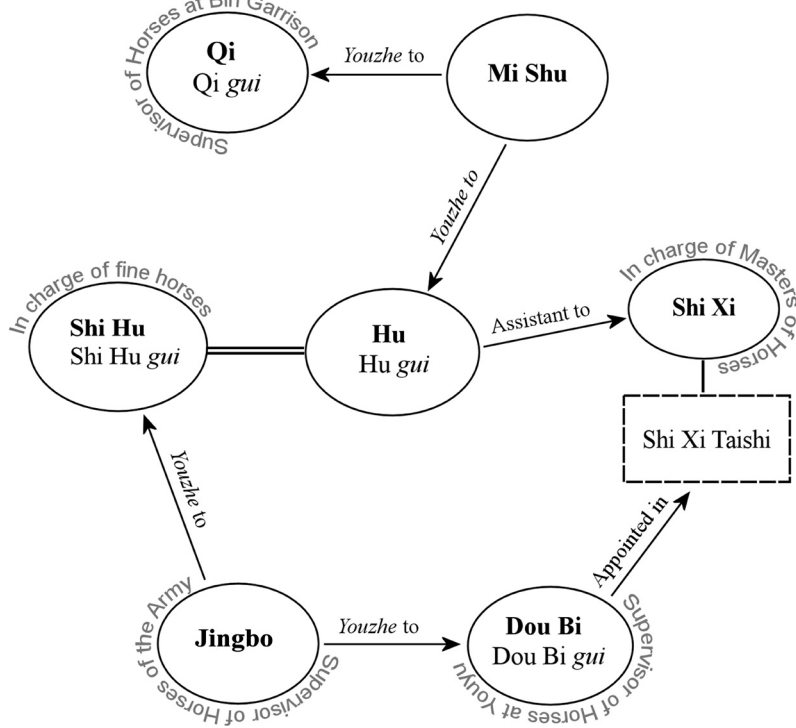 Supervisor of Horses at Bin Garrison
Qi
Qi gui
Youzhe to
Mi Shu
Youzhe to
In charge of fine horses
Shi Hu
Shi Hu gui
Hu
Hu gui
Assistant to
In charge of Masters of Horses
Shi Xi
Shi Xi Taishi
Youzhe to
Appointed in
Supervisor of Horses of the Army
Jingbo
Youzhe to
Dou Bi
Dou Bi gui
Supervisor of Horses at Youyu